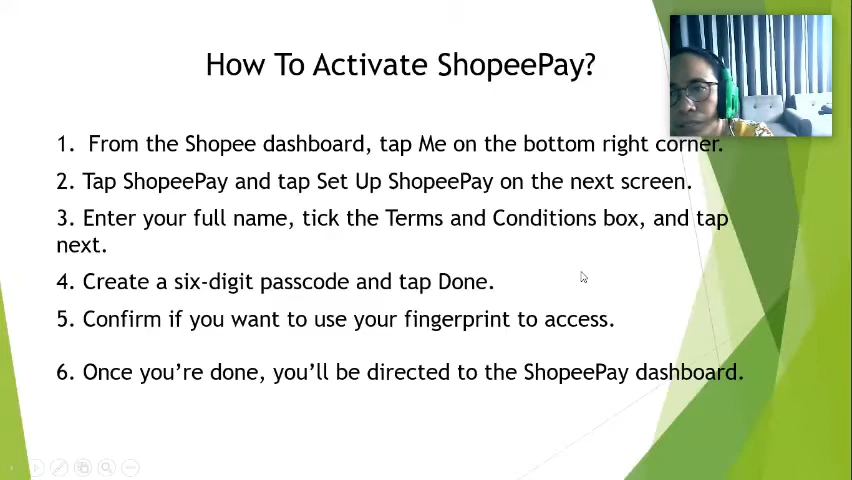 How To Activate ShopeePay?
1. From the Shopee dashboard, tap Me on the bottom right corner.
2. Tap ShopeePay and tap Set Up ShopeePay on the next screen.
3. Enter your full name, tick the Terms and Conditions box, and tap
next.
4. Create a six-digit passcode and tap Done.
5. Confirm if you want to use your fingerprint to access.
6. Once you’re done, you’ll be directed to the ShopeePay dashboard.